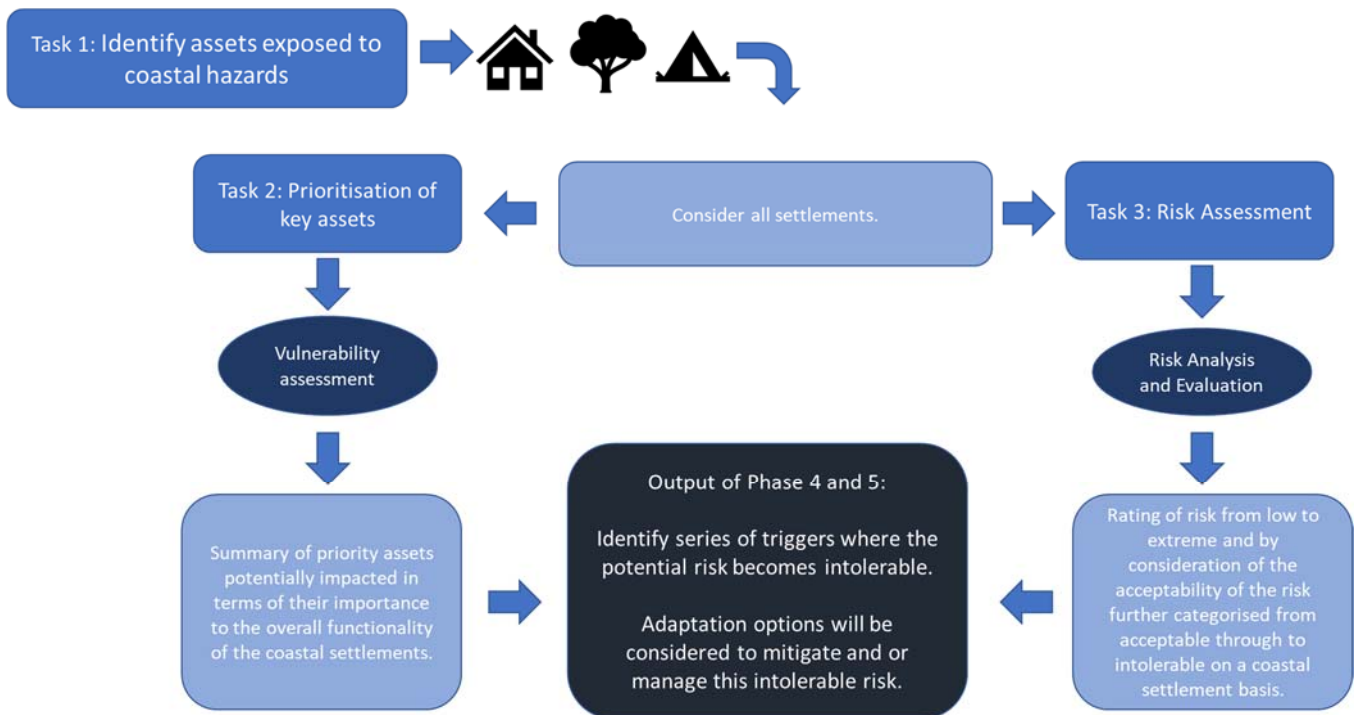 Task 1: Identify assets exposed to
coastal hazards
Task 2: Prioritisation of
key assets
Consider all settlements.
Task 3: Risk Assessment
Vulnerability
assessment
Risk Analysis
and Evaluation
Summary of priority assets
potentially impacted in
terms of their importance
to the overall functionality
of the coastal settlements.
Output of Phase 4 and 5:
Identify series of triggers where the
potential risk becomes intolerable.
Adaptation options will be
considered to mitigate and or
manage this intolerable risk.
Rating of risk from low to
extreme and by
consideration of the
acceptability of the risk
further categorised from
acceptable through to
intolerable on a coastal
settlement basis.